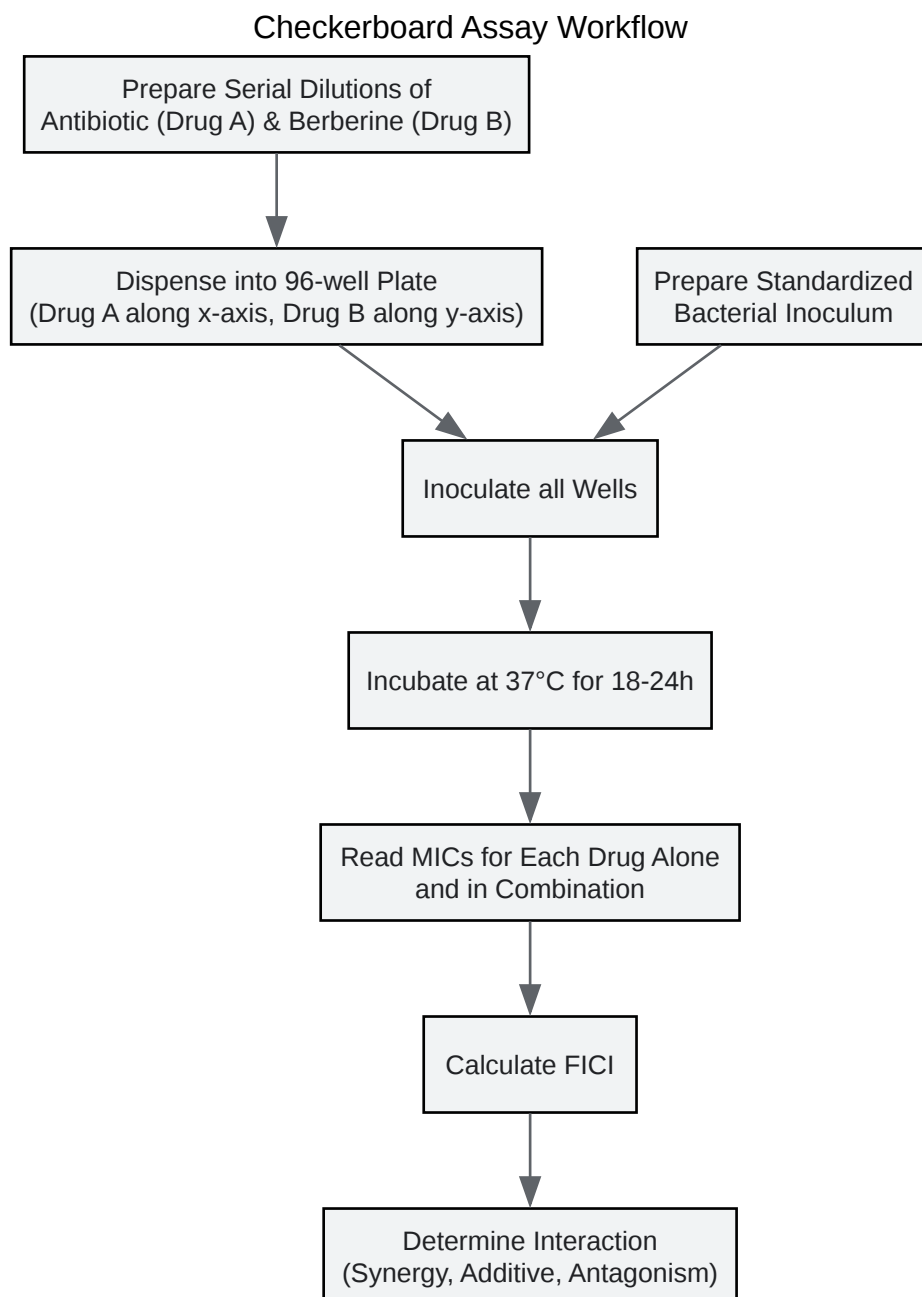 Checkerboard Assay Workflow
Prepare Serial Dilutions of
Antibiotic (Drug A) & Berberine (Drug B)
Dispense into 96-well Plate
(Drug A along x-axis, Drug B along y-axis)
Prepare Standardized
Bacterial Inoculum
Inoculate all Wells
Incubate at 37°C for 18-24h
Read MICs for Each Drug Alone
and in Combination
Calculate FICI
Determine Interaction
(Synergy, Additive, Antagonism)